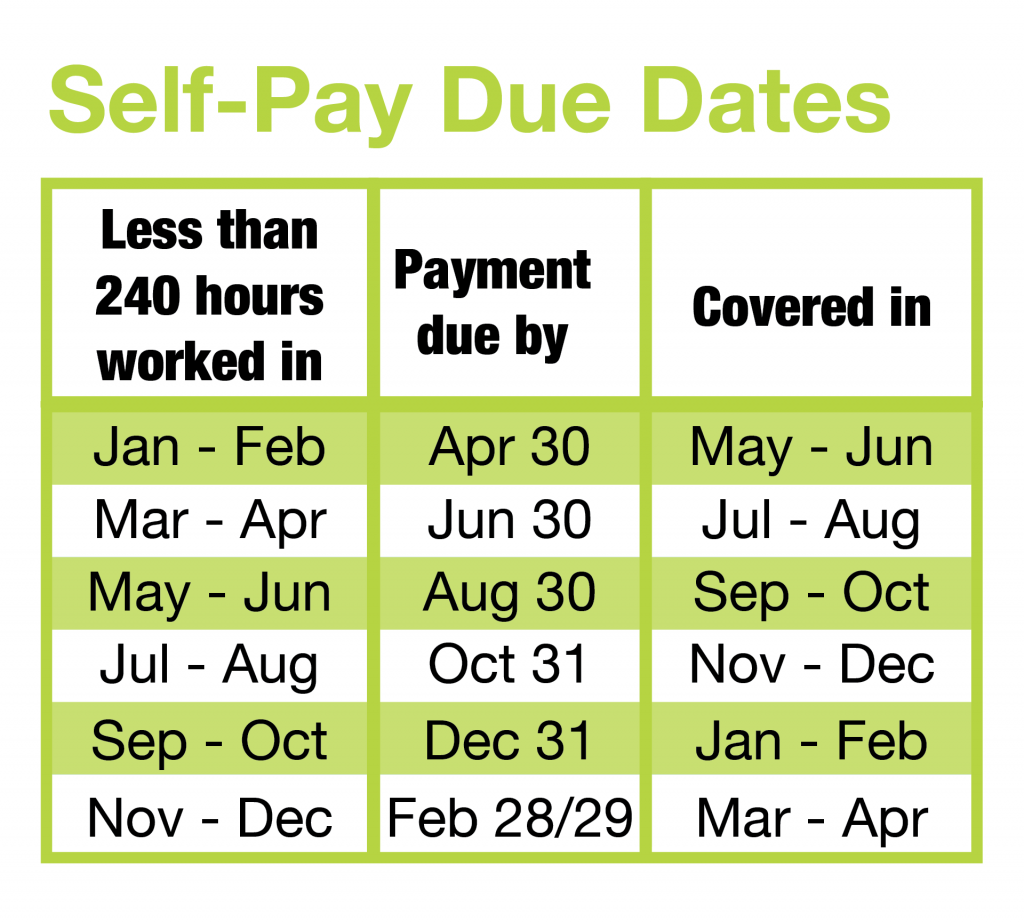 Self-Pay Due Dates
Less than
240 hours
worked in
Payment
due by
Covered in
Jan - Feb Apr 30 May - Jun
Mar - Apr Jun 30 Jul - Aug
May - Jun Aug 30 Sep - Oct
Jul - Aug Oct 31 Nov - Dec
Sep - Oct Dec 31 Jan - Feb
Nov - Dec Feb 28/29 Mar - Apr